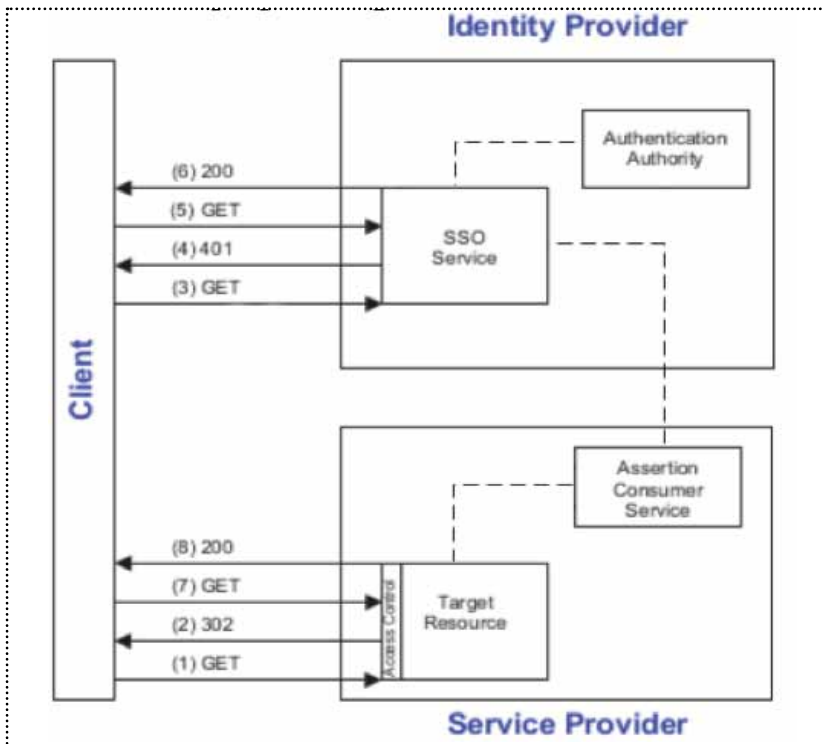 Identity Provider
Authentication
Authority
(6) 200
(5) GET
SSO
Service
(4) 401
(3) GET
Client
Assertion
Consumer
Service
(8) 200
(7) GET
Access Control
Target
Resource
(2) 302
(1) GET
Service Provider